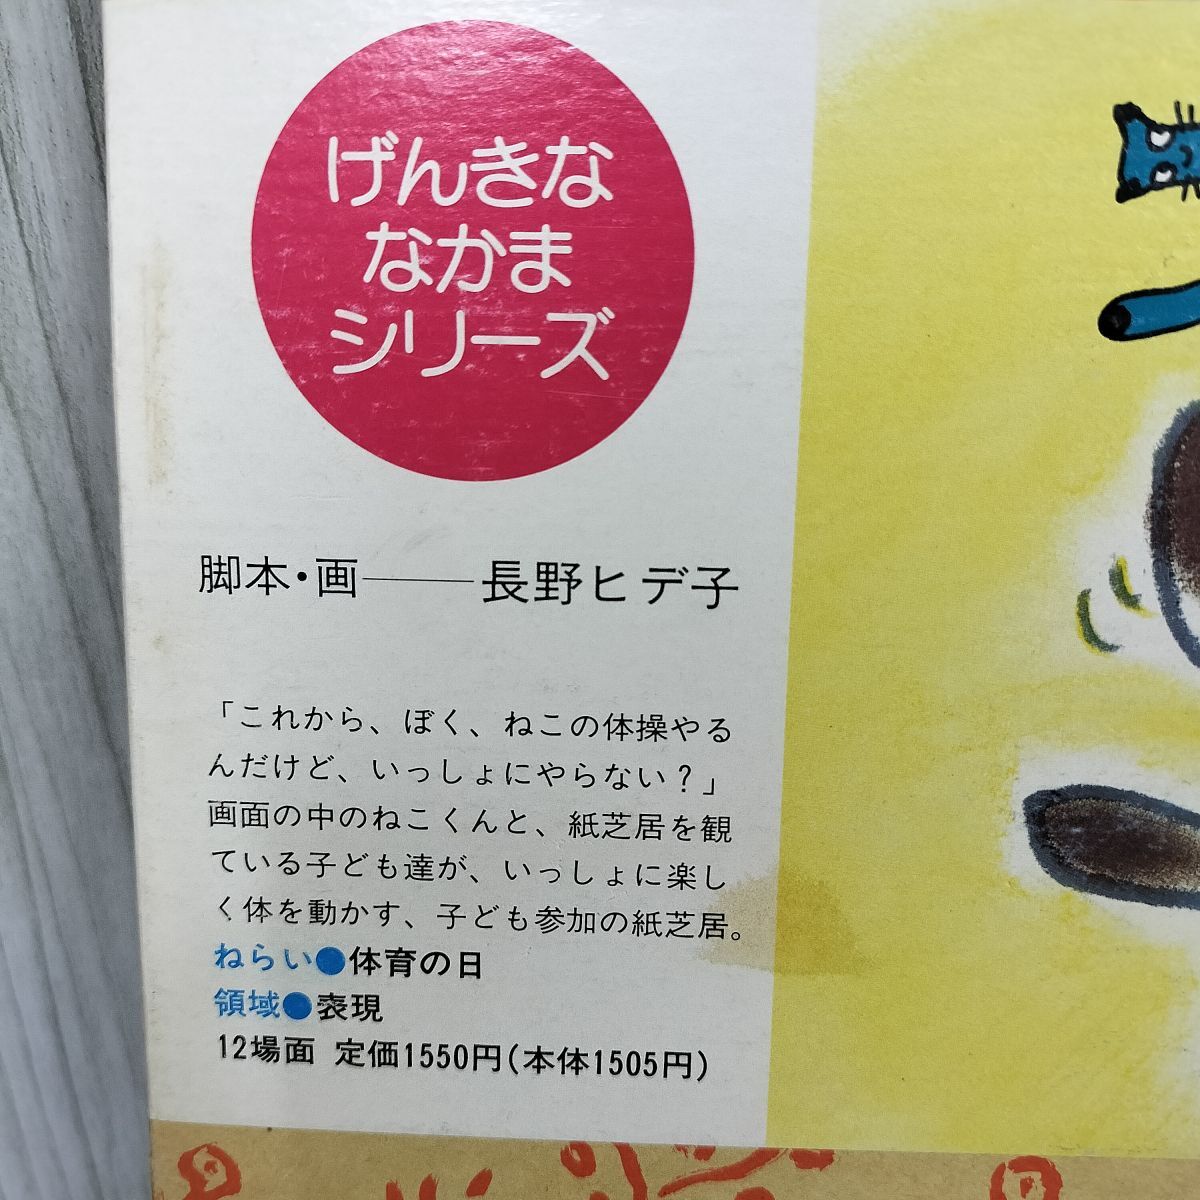 げんきな
なかま
シリーズ
脚本・画――長野ヒデ子
「これから、ぼく、ねこの体操やる
んだけど、いっしょにやらない？」
画面の中のねこくんと、紙芝居を観
ている子ども達が、いっしょに楽し
く体を動かす、子ども参加の紙芝居。
ねらい●体育の日
領域●表現
12場面 定価1550円(本体1505円)